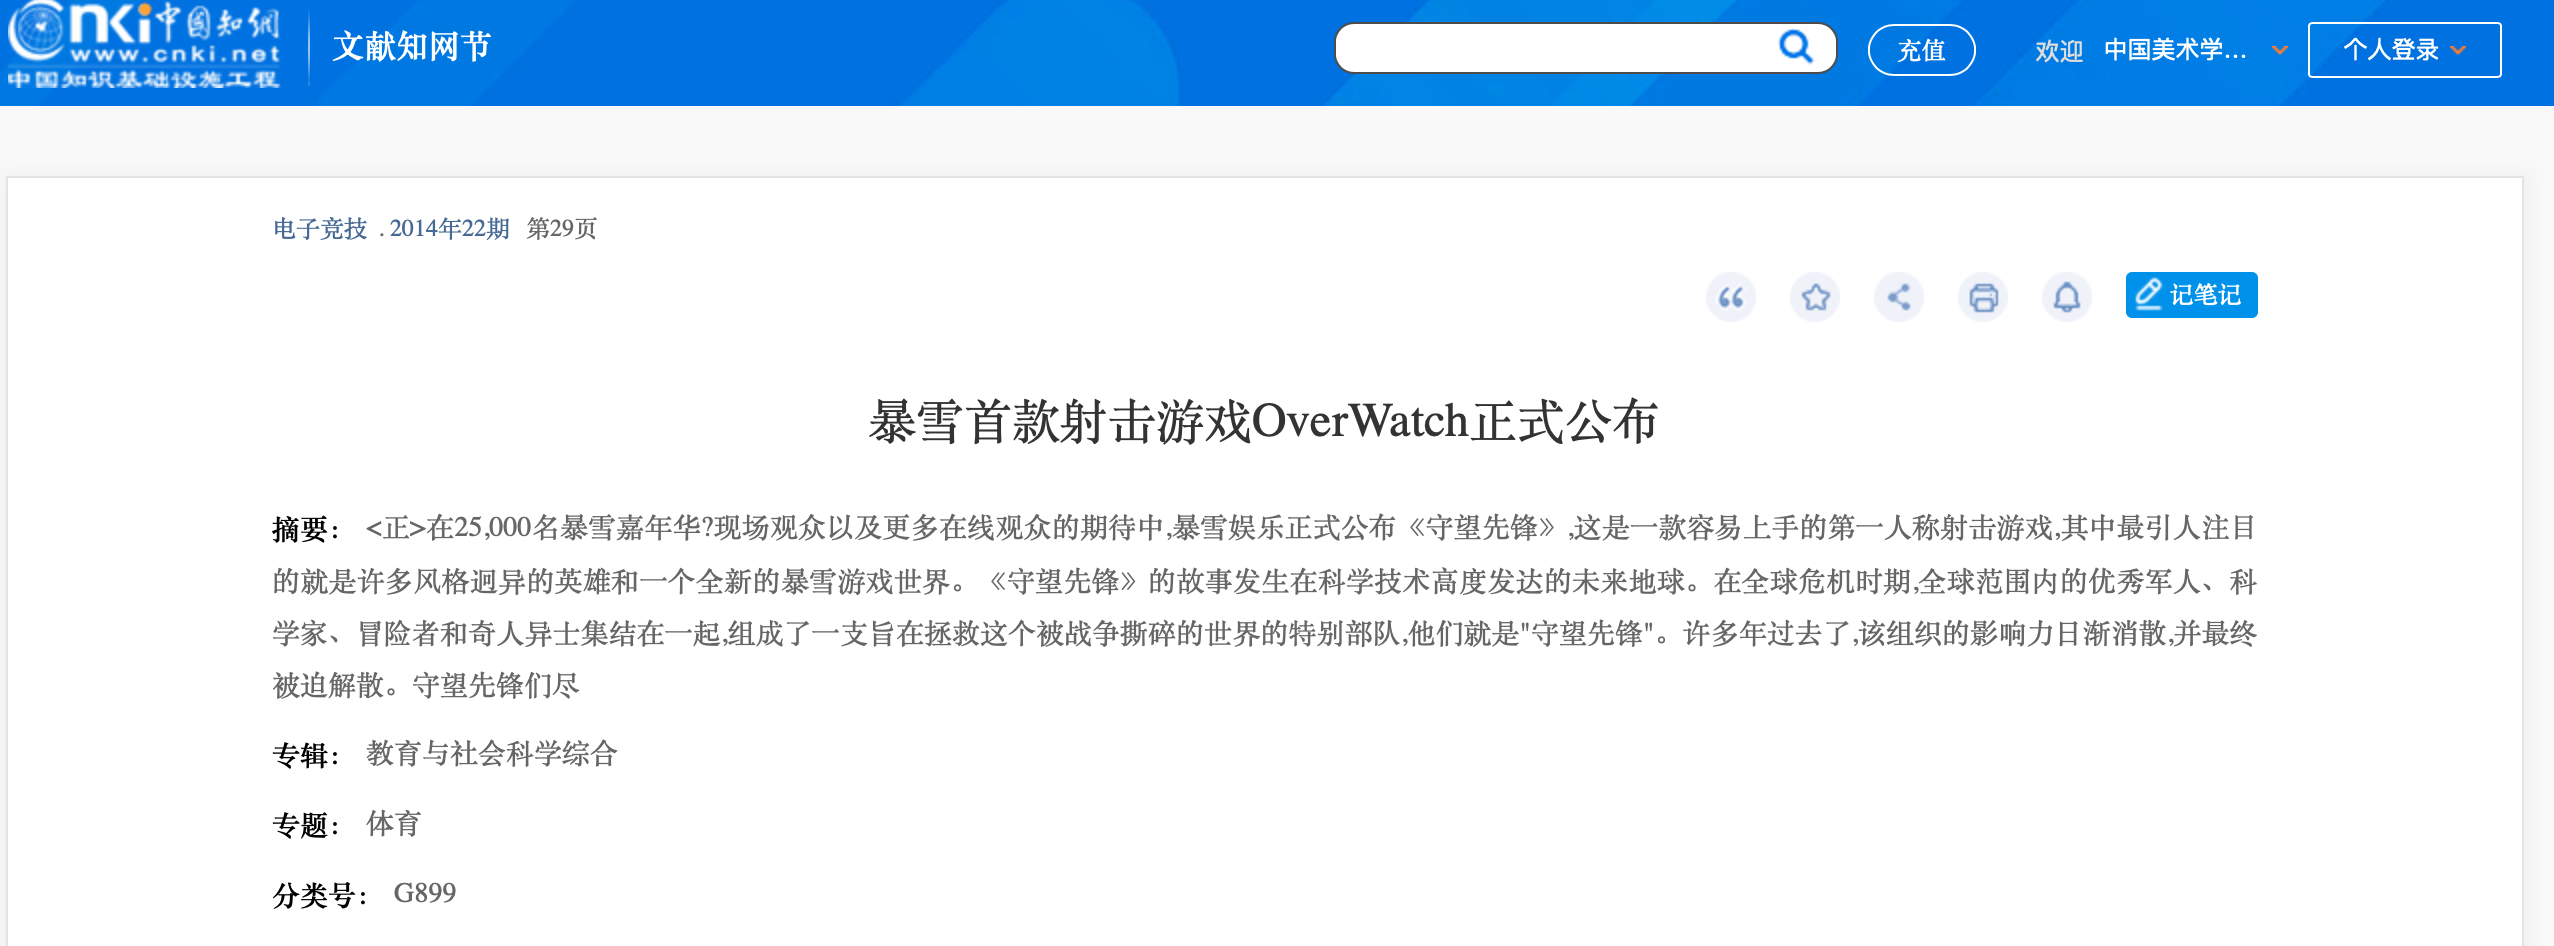 cnki中國知網
www.cnki.net
中国知识基础设施工程
文献知网节
充值
欢迎 中国美术学...
个人登录
电子竞技 . 2014年22期 第29页
记笔记
暴雪首款射击游戏OverWatch正式公布
摘要： <正>在25,000名暴雪嘉年华?现场观众以及更多在线观众的期待中,暴雪娱乐正式公布《守望先锋》,这是一款容易上手的第一人称射击游戏,其中最引人注目
的就是许多风格迥异的英雄和一个全新的暴雪游戏世界。《守望先锋》的故事发生在科学技术高度发达的未来地球。在全球危机时期,全球范围内的优秀军人、科
学家、冒险者和奇人异士集结在一起,组成了一支旨在拯救这个被战争撕碎的世界的特别部队,他们就是"守望先锋"。许多年过去了,该组织的影响力日渐消散,并最终
被迫解散。守望先锋们尽
专辑： 教育与社会科学综合
专题： 体育
分类号： G899